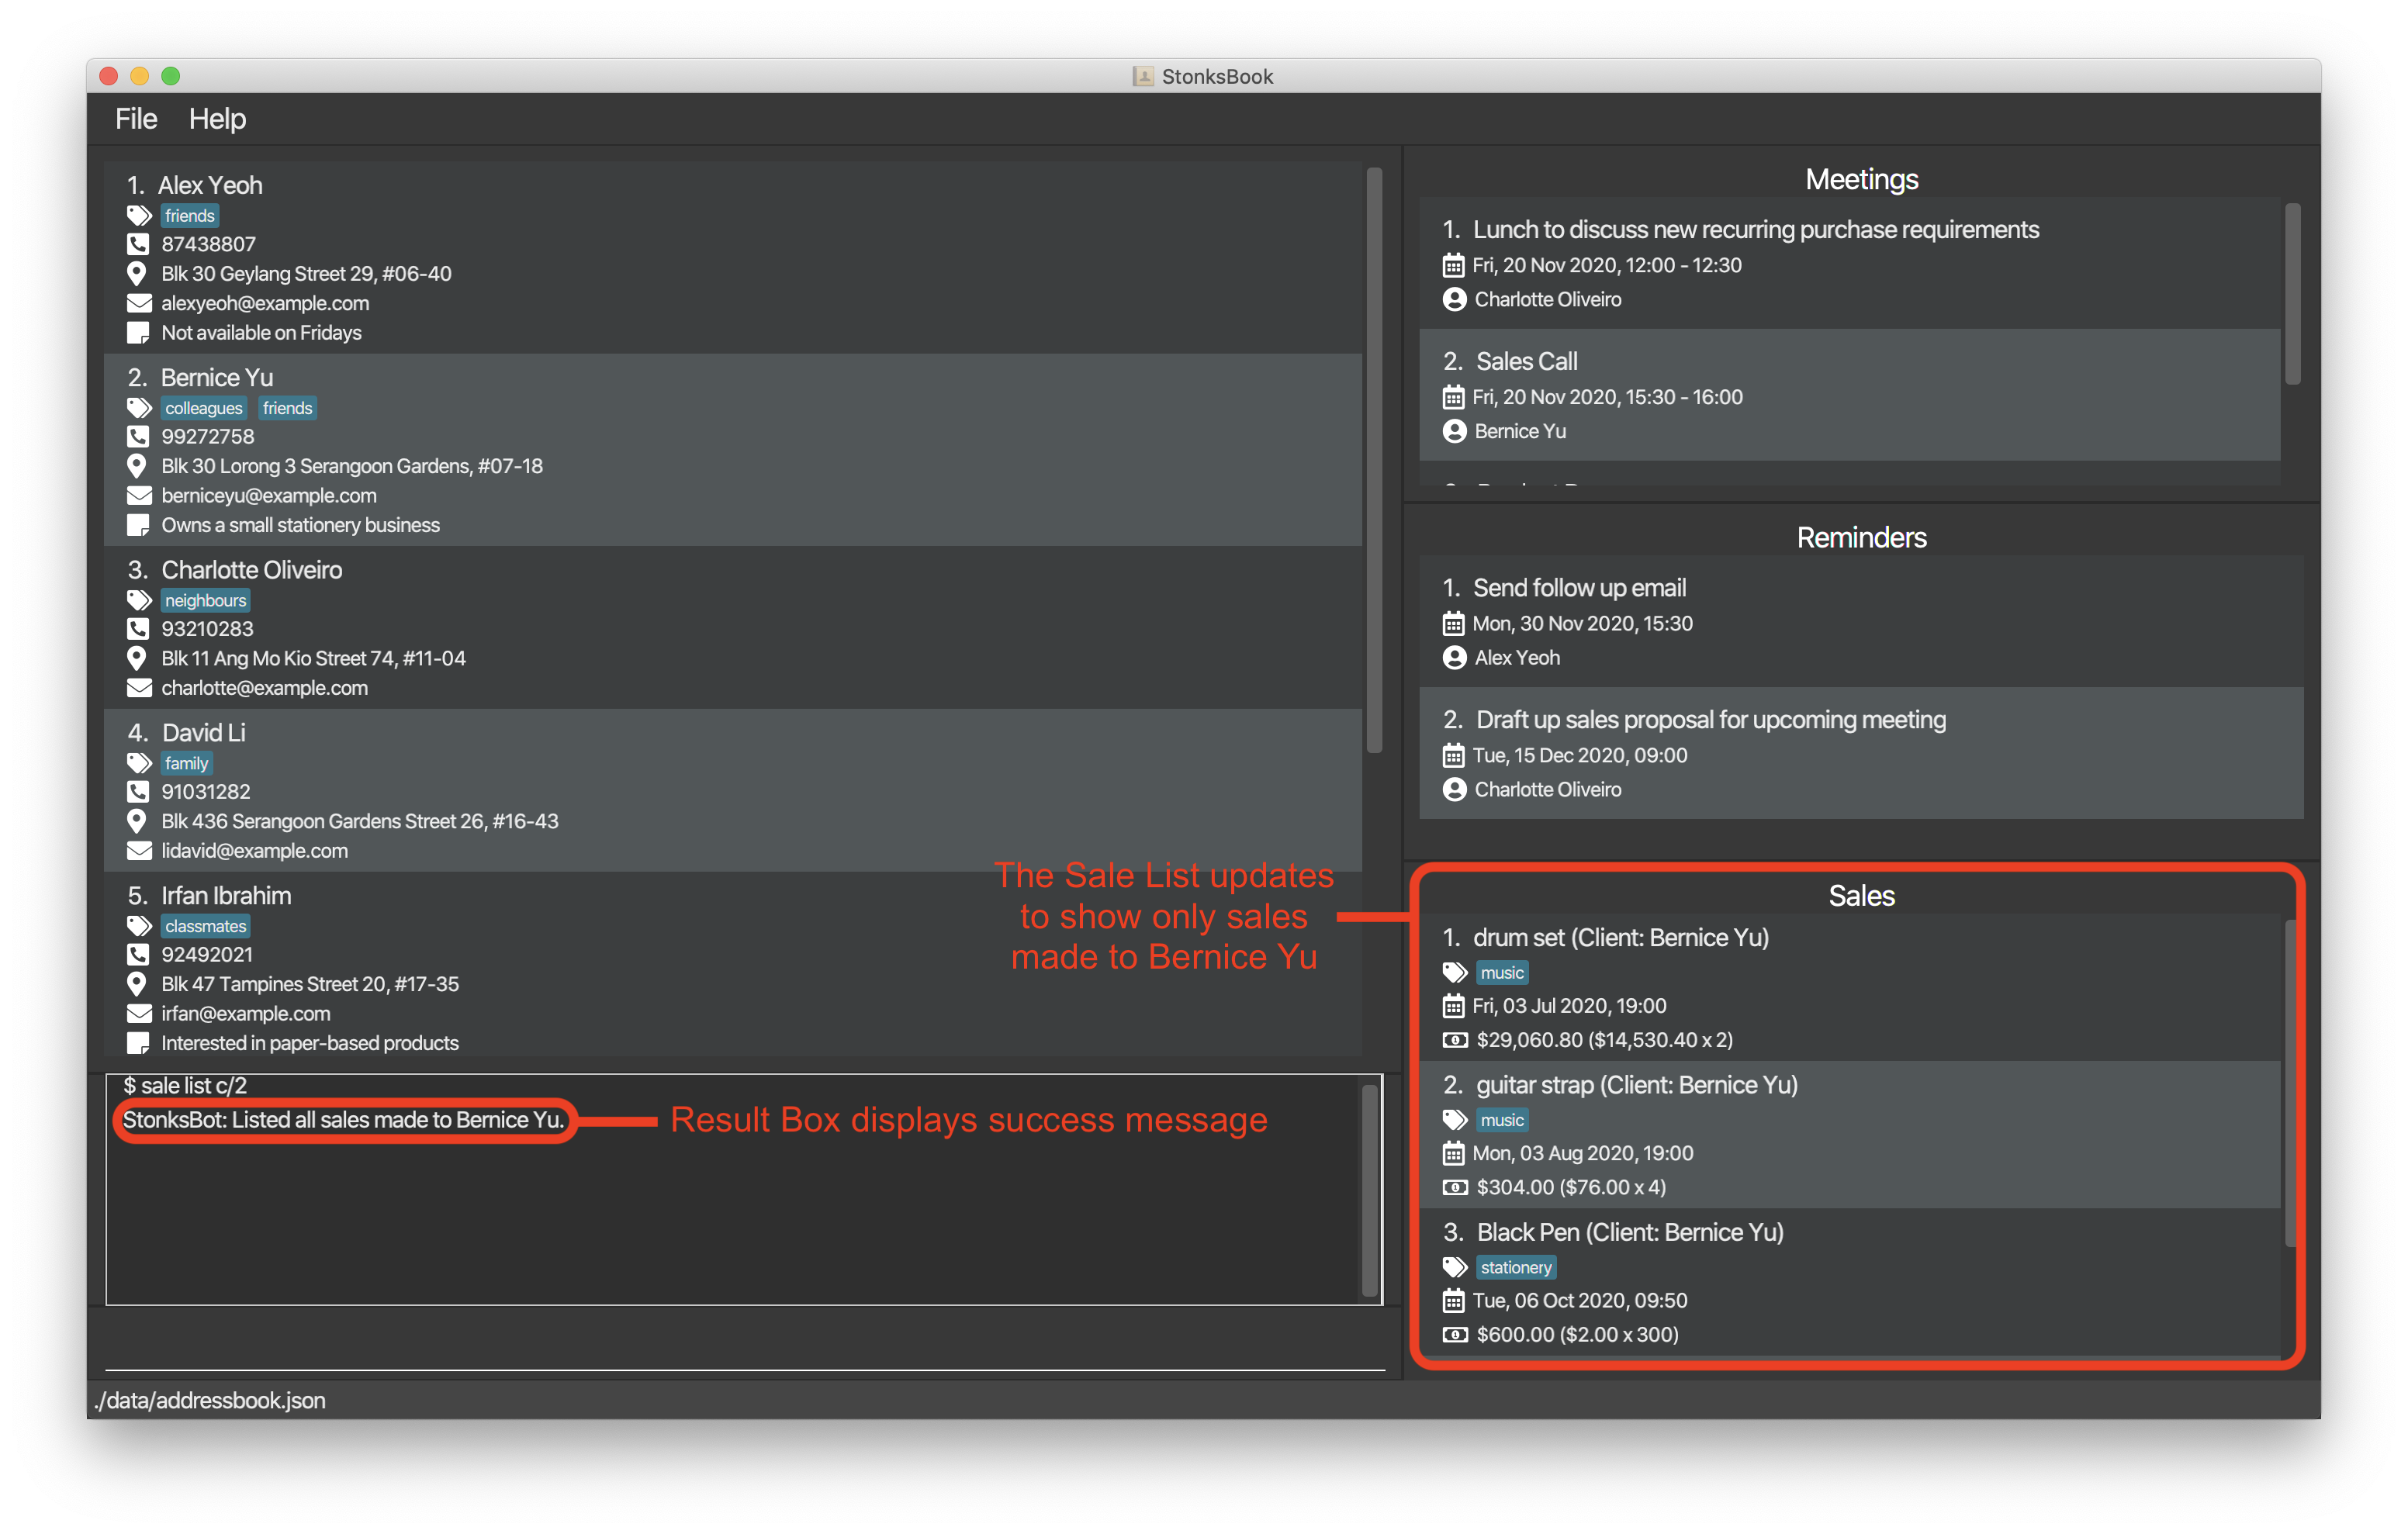 StonksBook
File Help
1. Alex Yeoh
friends
87438807
Blk 30 Geylang Street 29, #06-40
alexyeoh@example.com
Not available on Fridays
2. Bernice Yu
colleagues friends
99272758
Blk 30 Lorong 3 Serangoon Gardens, #07-18
berniceyu@example.com
Owns a small stationery business
3. Charlotte Oliveiro
neighbours
93210283
Blk 11 Ang Mo Kio Street 74, #11-04
charlotte@example.com
4. David Li
family
91031282
Blk 436 Serangoon Gardens Street 26, #16-43
lidavid@example.com
5. Irfan Ibrahim
classmates
92492021
Blk 47 Tampines Street 20, #17-35
irfan@example.com
Interested in paper-based products
The Sale List updates
to show only sales
made to Bernice Yu
$ sale list c/2
StonksBot: Listed all sales made to Bernice Yu.
Result Box displays success message
./data/addressbook.json
Meetings
1. Lunch to discuss new recurring purchase requirements
Fri, 20 Nov 2020, 12:00 - 12:30
Charlotte Oliveiro
2. Sales Call
Fri, 20 Nov 2020, 15:30 - 16:00
Bernice Yu
Reminders
1. Send follow up email
Mon, 30 Nov 2020, 15:30
Alex Yeoh
2. Draft up sales proposal for upcoming meeting
Tue, 15 Dec 2020, 09:00
Charlotte Oliveiro
Sales
1. drum set (Client: Bernice Yu)
music
Fri, 03 Jul 2020, 19:00
$29,060.80 ($14,530.40 x 2)
2. guitar strap (Client: Bernice Yu)
music
Mon, 03 Aug 2020, 19:00
$304.00 ($76.00 x 4)
3. Black Pen (Client: Bernice Yu)
stationery
Tue, 06 Oct 2020, 09:50
$600.00 ($2.00 x 300)